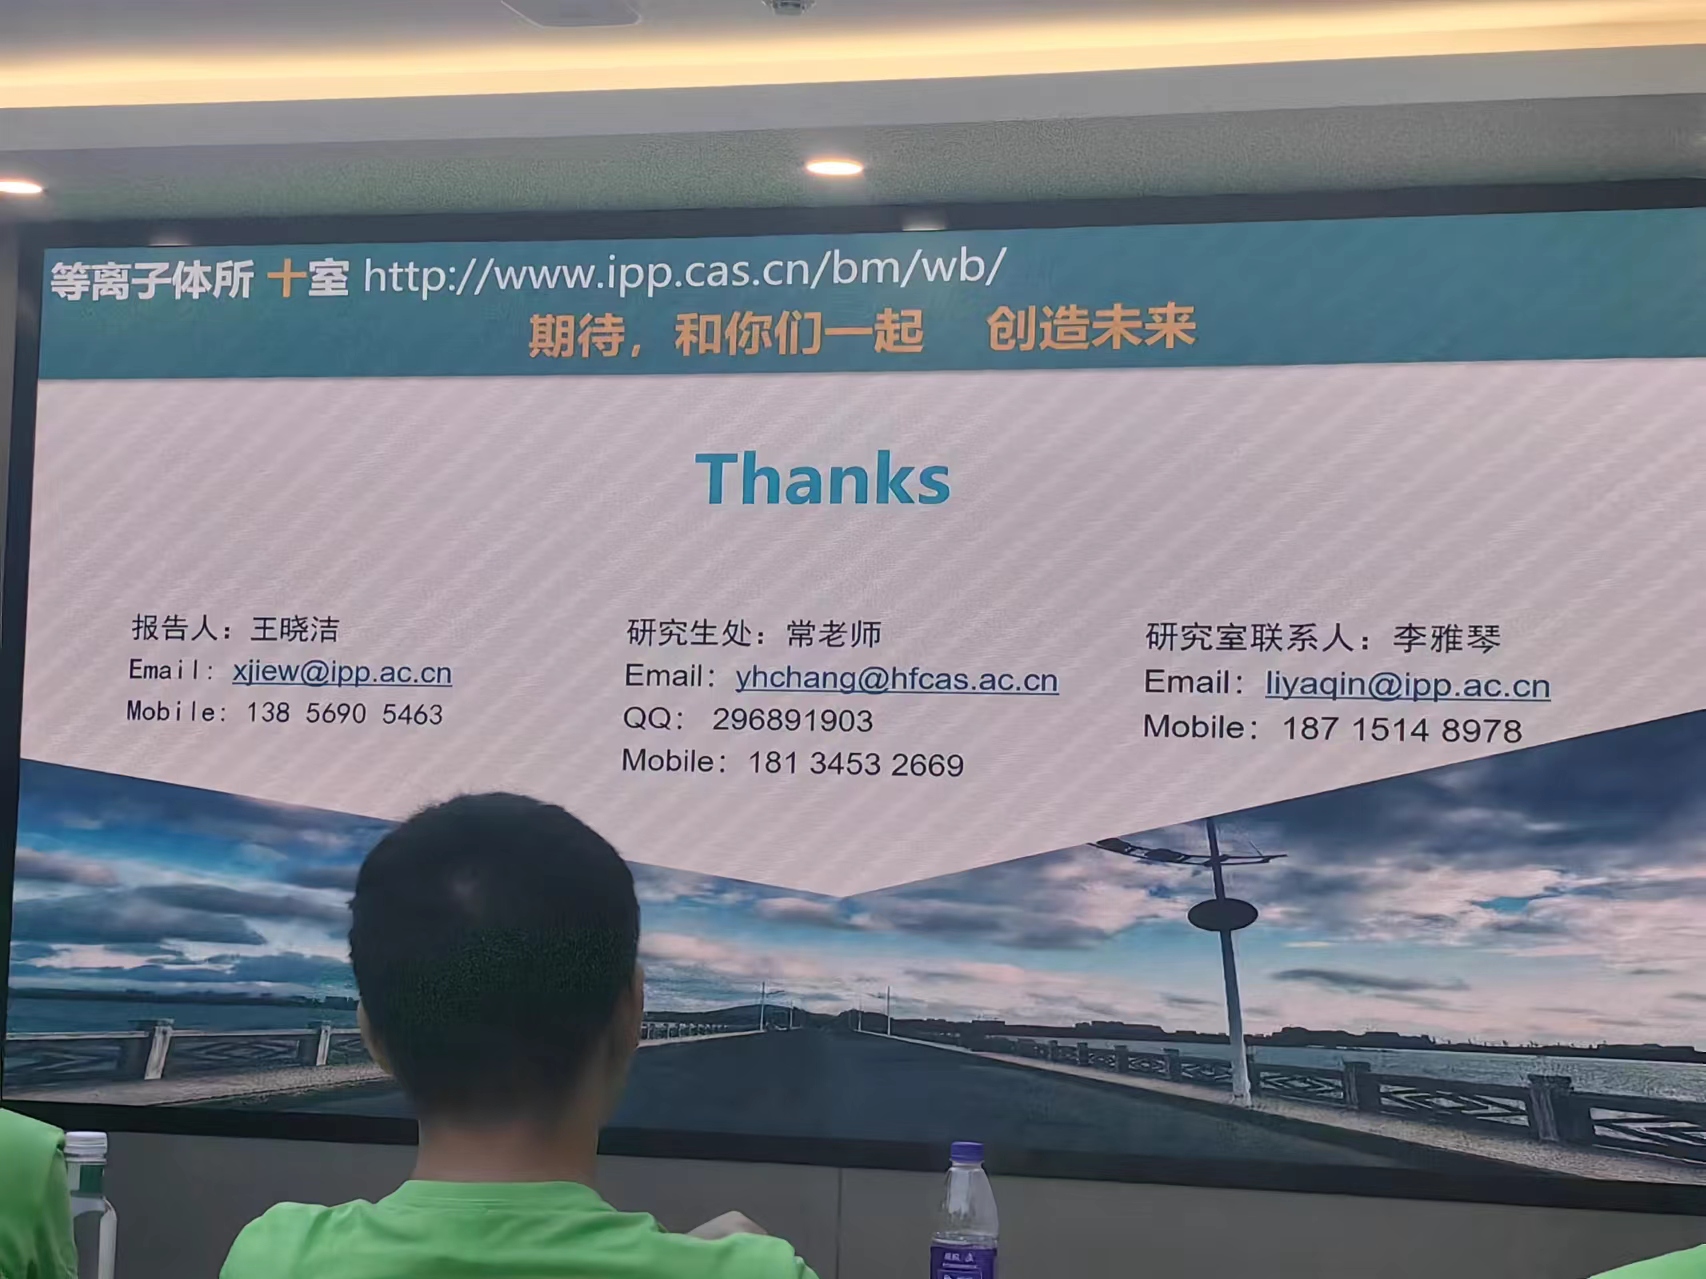 等离子体所 十室 http://www.ipp.cas.cn/bm/wb/
期待，和你们一起 创造未来
Thanks
报告人：王晓洁
Email: xjiew@ipp.ac.cn
Mobile: 138 5690 5463
研究生处：常老师
Email：yhchang@hfcas.ac.cn
QQ： 296891903
Mobile：181 3453 2669
研究室联系人：李雅琴
Email：liyaqin@ipp.ac.cn
Mobile：187 1514 8978